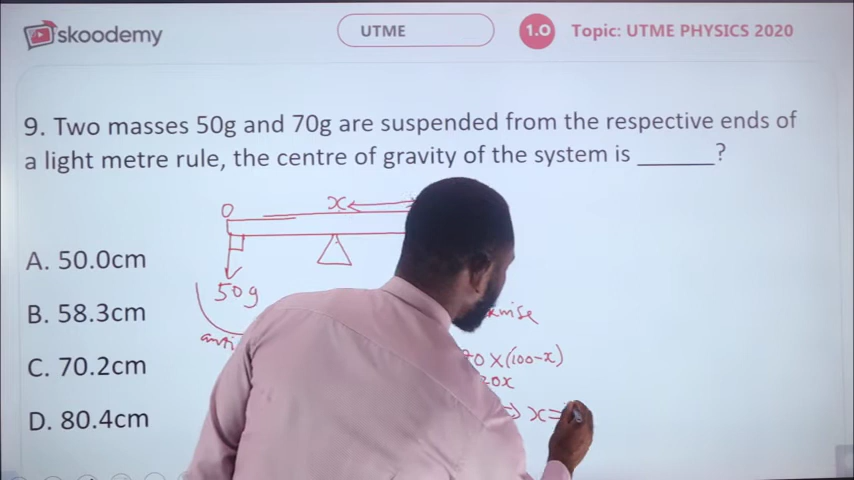 skoodemy
UTME
1.0 Topic: UTME PHYSICS 2020
9. Two masses 50g and 70g are suspended from the respective ends of
a light metre rule, the centre of gravity of the system is ______?
0 x
A. 50.0cm
50g
B. 58.3cm
C. 70.2cm
x(100-x)
D. 80.4cm
⇒ x=